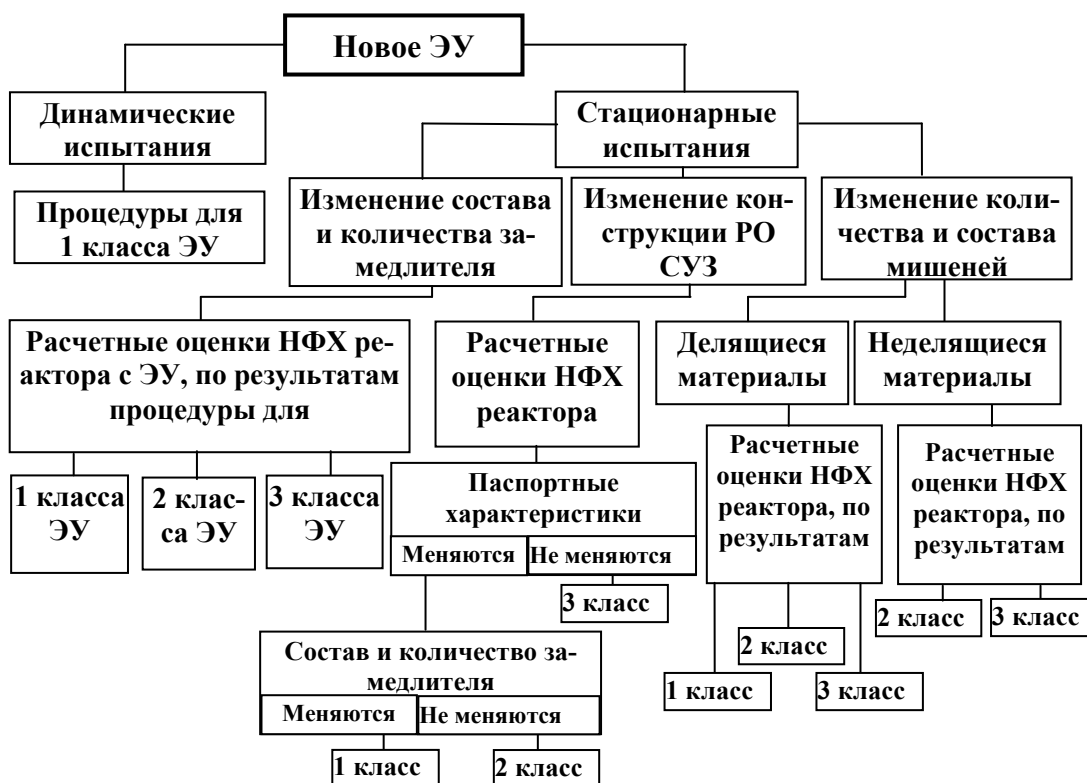 Новое ЭУ
Динамические
испытания
Стационарные
испытания
Процедуры для
1 класса ЭУ
Изменение состава
и количества за-
медлителя
Изменение кон-
струкции РО
СУЗ
Изменение коли-
чества и состава
мишеней
Расчетные оценки НФХ ре-
актора с ЭУ, по результатам
процедуры для
Расчетные
оценки НФХ
реактора
Делящиеся
материалы
Неделящиеся
материалы
1 класса
ЭУ
2 клас-
са ЭУ
3 класса
ЭУ
Паспортные
характеристики
Меняются
Не меняются
3 класс
Расчетные
оценки НФХ
реактора, по
результатам
Расчетные
оценки НФХ
реактора, по
результатам
2 класс
3 класс
2 класс
1 класс
3 класс
Состав и количество за-
медлителя
Меняются
Не меняются
1 класс
2 класс